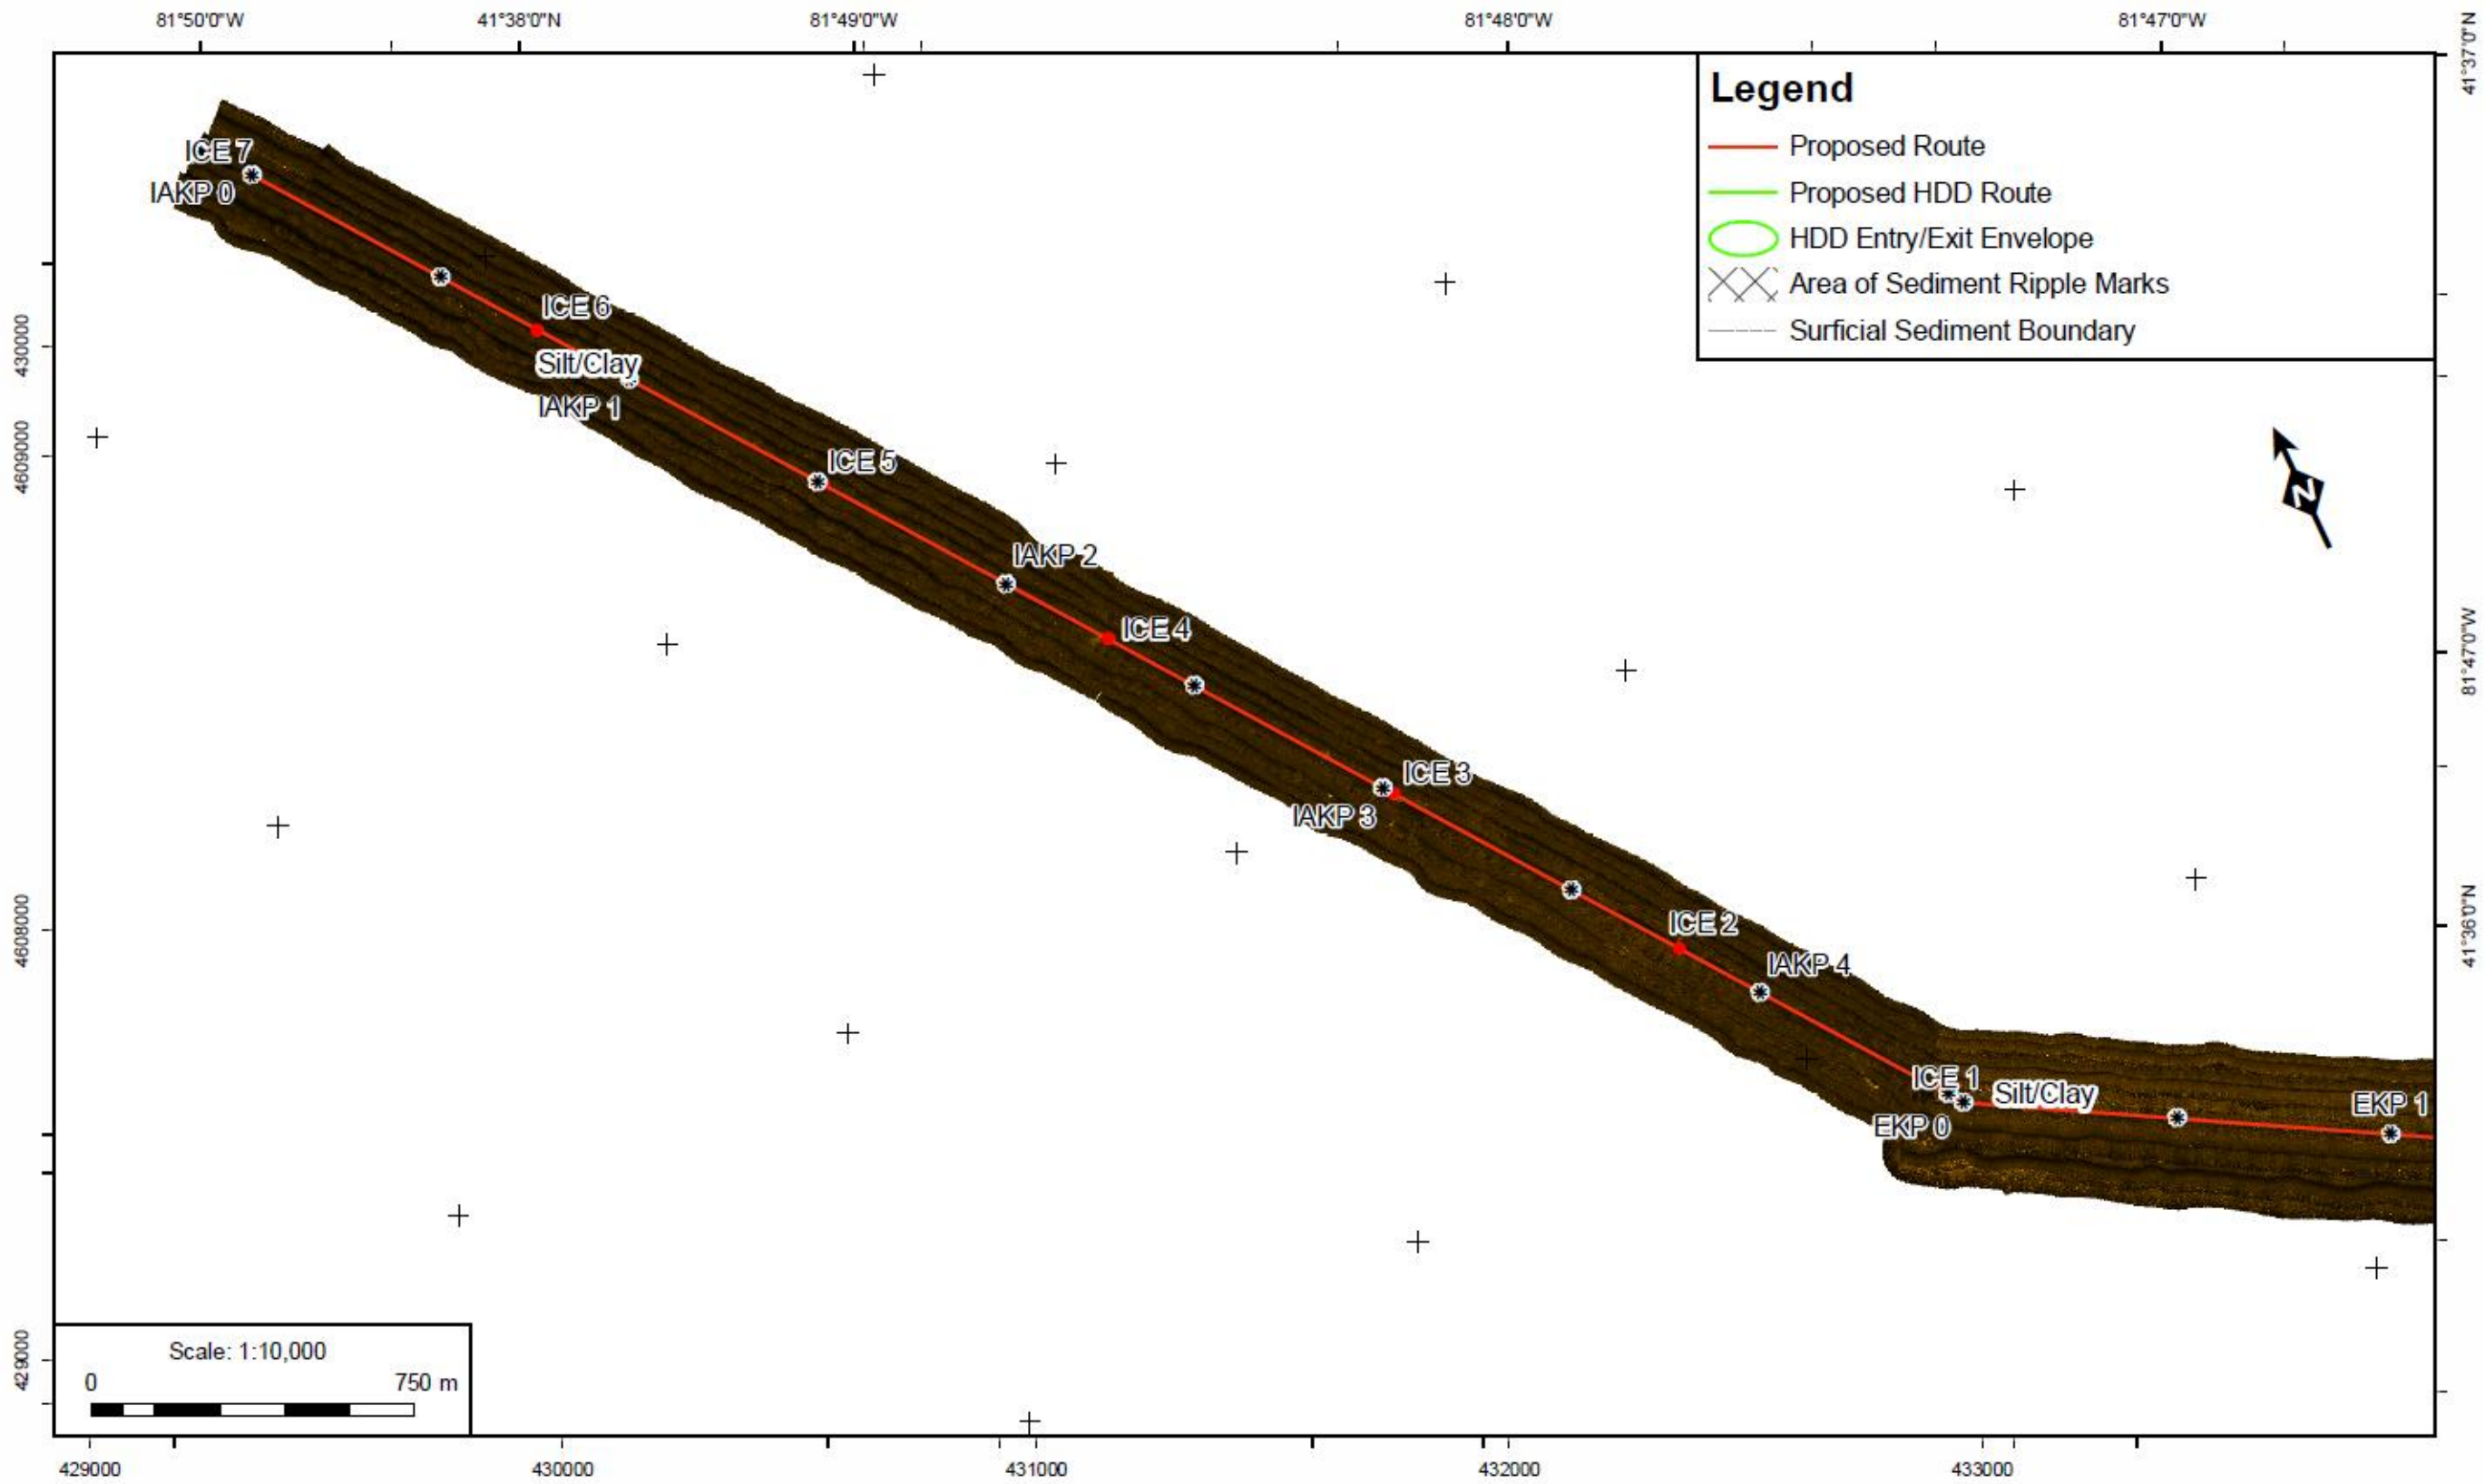 81°50'0"W
41°38'0"N
81°49'0"W
81°48'0"W
81°47'0"W
41°37'0"N
Legend
Proposed Route
Proposed HDD Route
HDD Entry/Exit Envelope
Area of Sediment Ripple Marks
Surficial Sediment Boundary
ICE 7
IAKP 0
ICE 6
Silt/Clay
IAKP 1
ICE 5
IAKP 2
ICE 4
ICE 3
IAKP 3
ICE 2
IAKP 4
ICE 1
Silt/Clay
EKP 0
EKP 1
N
430000
4609000
4608000
429000
81°47'0"W
41°36'0"N
Scale: 1:10,000
0 750 m
429000
430000
431000
432000
433000